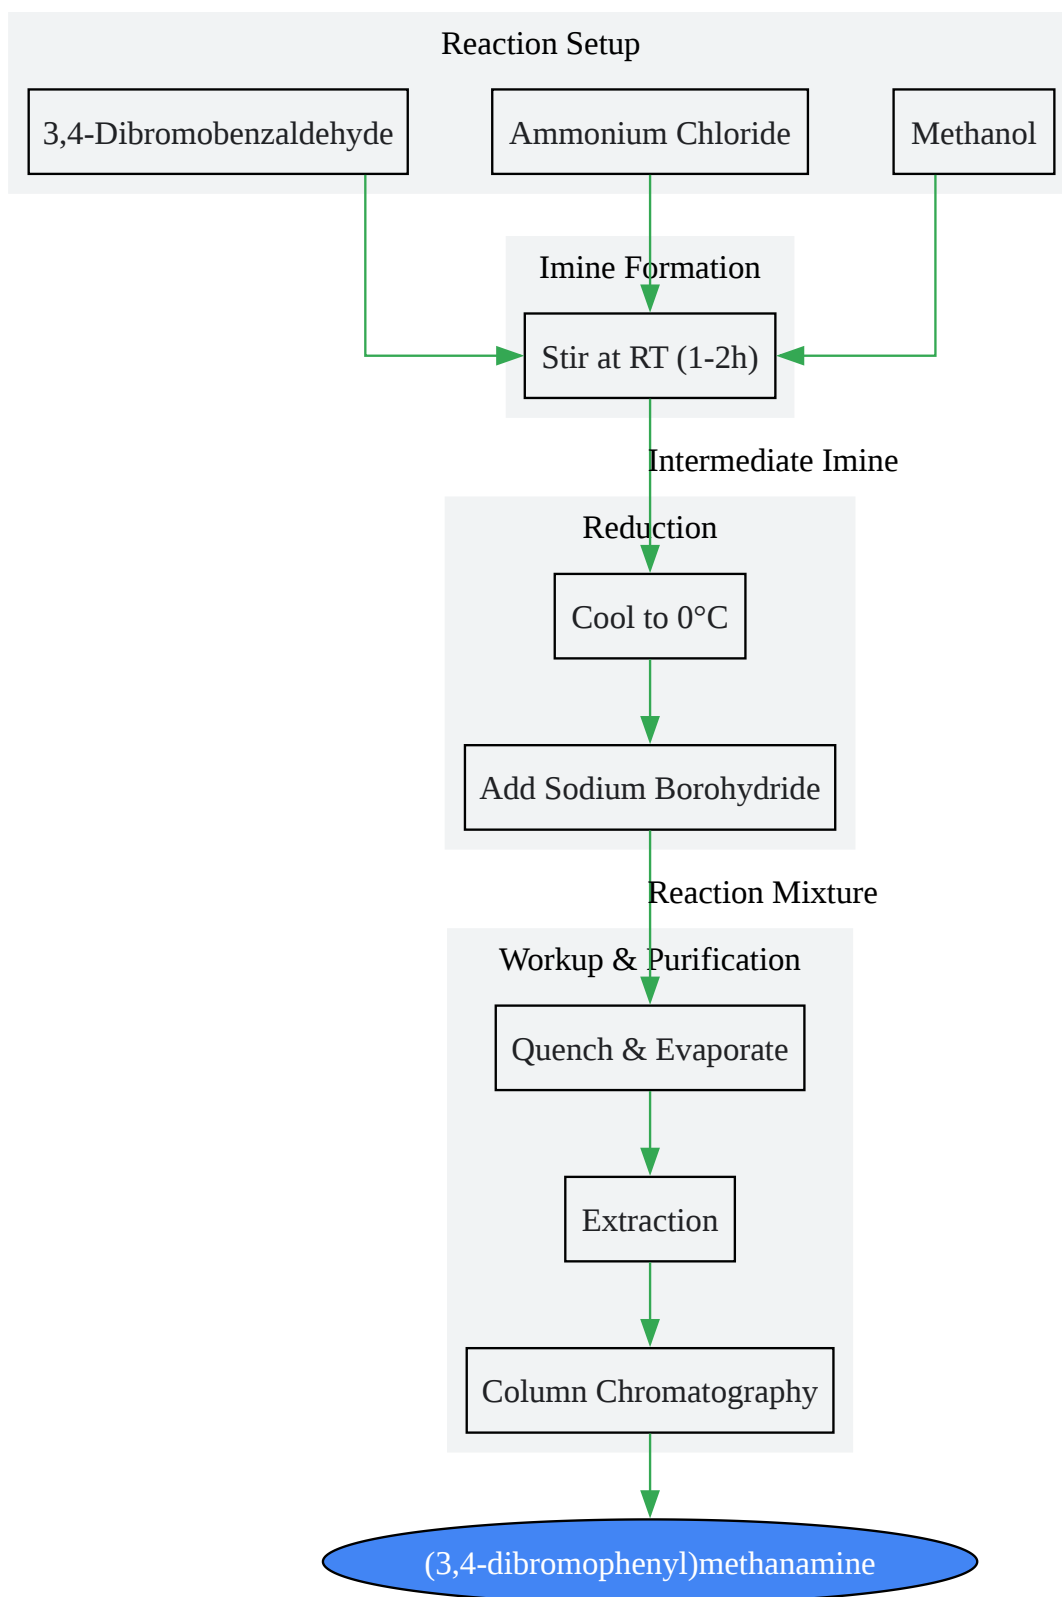 Reaction Setup
3,4-Dibromobenzaldehyde
Ammonium Chloride
Methanol
Imine Formation
Stir at RT (1-2h)
Intermediate Imine
Reduction
Cool to 0°C
Add Sodium Borohydride
Reaction Mixture
Workup & Purification
Quench & Evaporate
Extraction
Column Chromatography
(3,4-dibromophenyl)methanamine